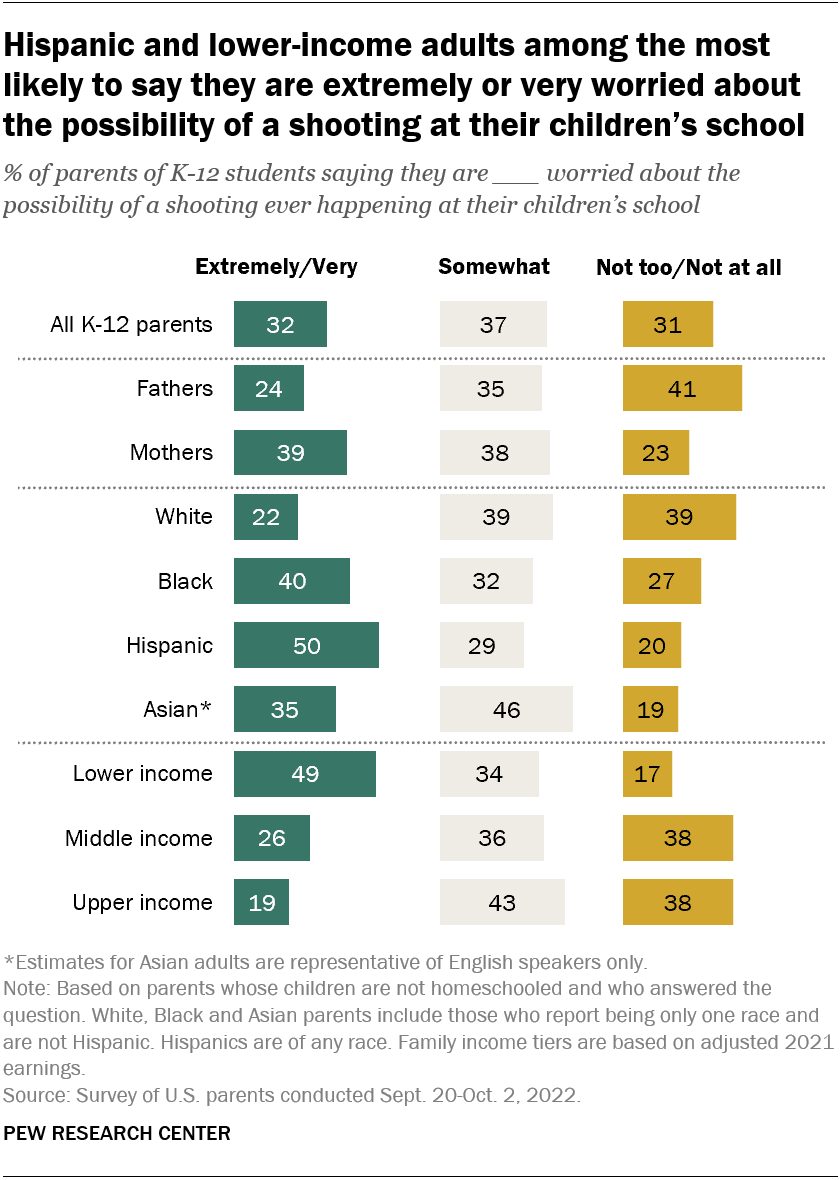 Hispanic and lower-income adults among the most
likely to say they are extremely or very worried about
the possibility of a shooting at their children’s school
% of parents of K-12 students saying they are ___ worried about the
possibility of a shooting ever happening at their children’s school
Extremely/Very Somewhat Not too/Not at all
All K-12 parents 32 37 31
Fathers 24 35 41
Mothers 39 38 23
White 22 39 39
Black 40 32 27
Hispanic 50 29 20
Asian* 35 46 19
Lower income 49 34 17
Middle income 26 36 38
Upper income 19 43 38
*Estimates for Asian adults are representative of English speakers only.
Note: Based on parents whose children are not homeschooled and who answered the
question. White, Black and Asian parents include those who report being only one race and
are not Hispanic. Hispanics are of any race. Family income tiers are based on adjusted 2021
earnings.
Source: Survey of U.S. parents conducted Sept. 20-Oct. 2, 2022.
PEW RESEARCH CENTER